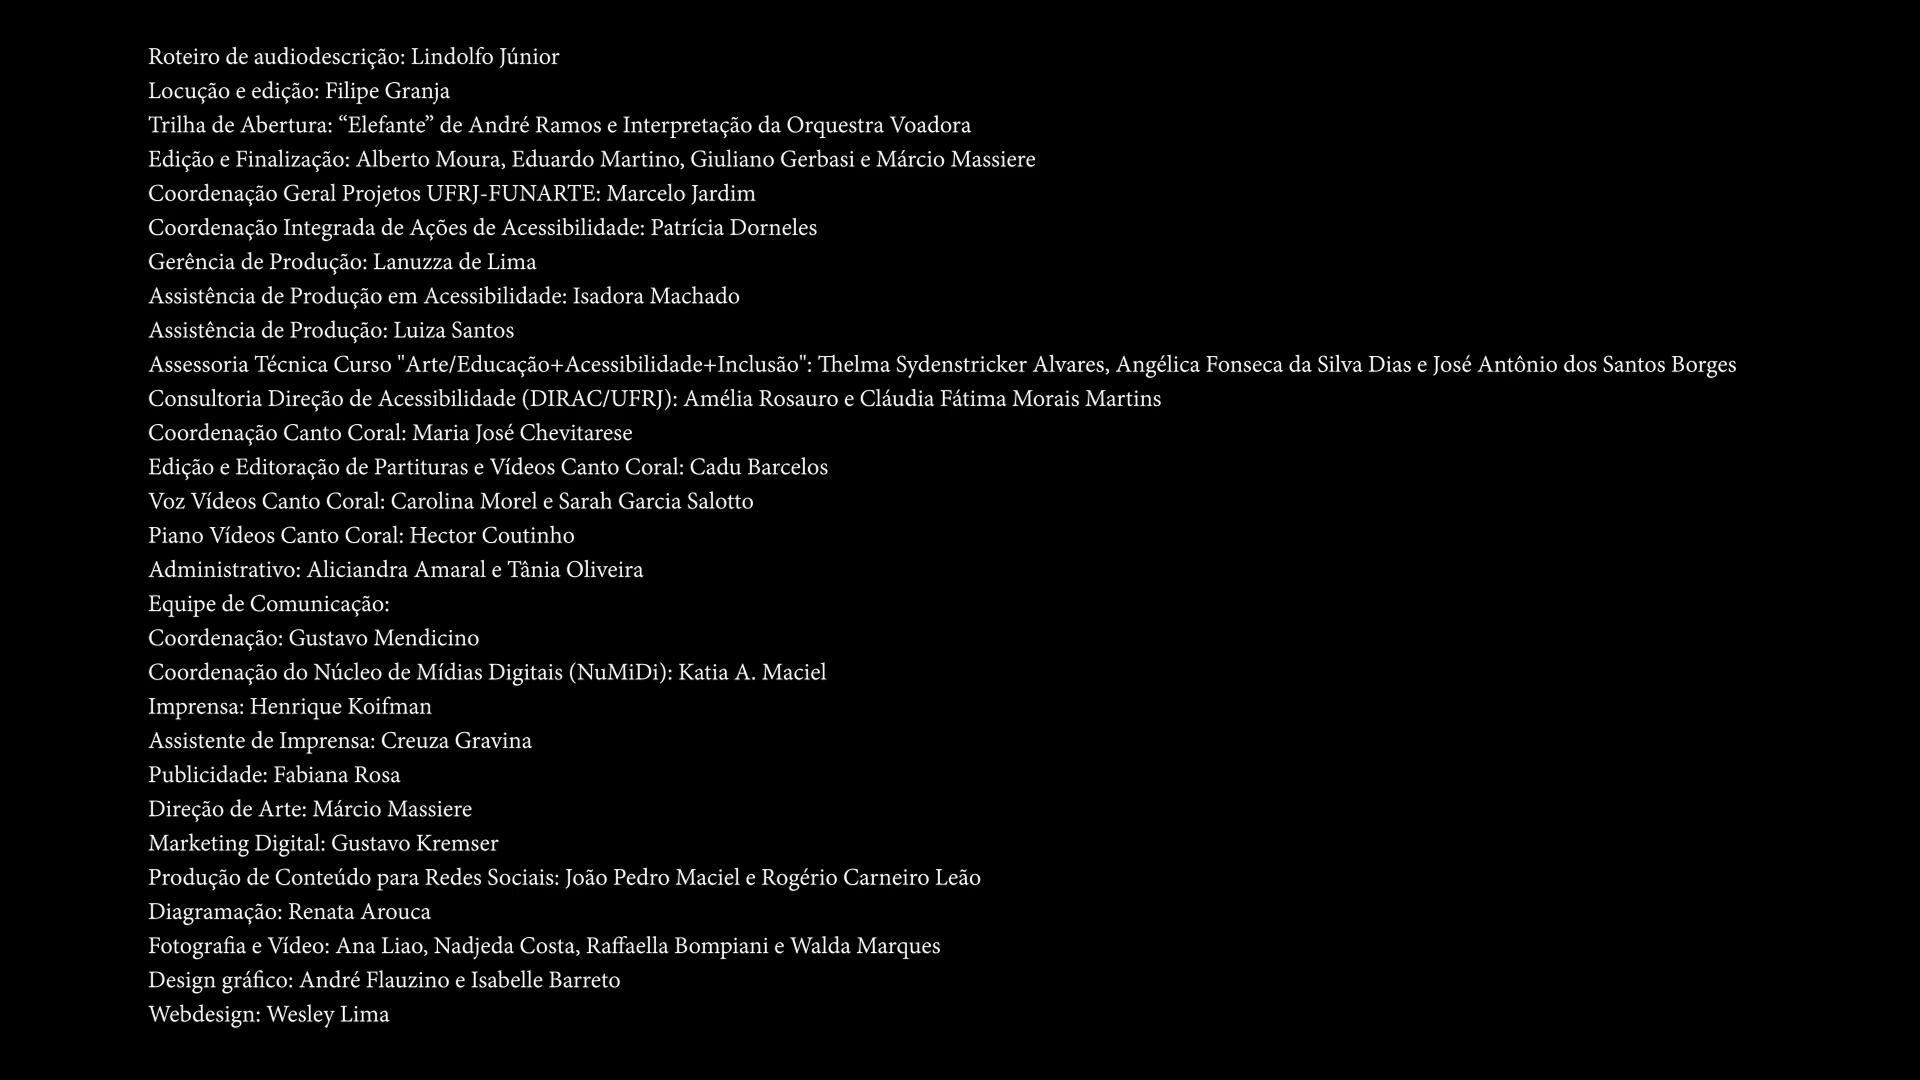 Roteiro de audiodescrição: Lindolfo Júnior
Locução e edição: Filipe Granja
Trilha de Abertura: “Elefante” de André Ramos e Interpretação da Orquestra Voadora
Edição e Finalização: Alberto Moura, Eduardo Martino, Giuliano Gerbasi e Márcio Massiere
Coordenação Geral Projetos UFRJ-FUNARTE: Marcelo Jardim
Coordenação Integrada de Ações de Acessibilidade: Patrícia Dorneles
Gerência de Produção: Lanuzza de Lima
Assistência de Produção em Acessibilidade: Isadora Machado
Assistência de Produção: Luiza Santos
Assessoria Técnica Curso "Arte/Educação+Acessibilidade+Inclusão": Thelma Sydenstricker Alvares, Angélica Fonseca da Silva Dias e José Antônio dos Santos Borges
Consultoria Direção de Acessibilidade (DIRAC/UFRJ): Amélia Rosauro e Cláudia Fátima Morais Martins
Coordenação Canto Coral: Maria José Chevitarese
Edição e Editoração de Partituras e Vídeos Canto Coral: Cadu Barcelos
Voz Vídeos Canto Coral: Carolina Morel e Sarah Garcia Salotto
Piano Vídeos Canto Coral: Hector Coutinho
Administrativo: Aliciandra Amaral e Tânia Oliveira
Equipe de Comunicação:
Coordenação: Gustavo Mendicino
Coordenação do Núcleo de Mídias Digitais (NuMiDi): Katia A. Maciel
Imprensa: Henrique Koifman
Assistente de Imprensa: Creuza Gravina
Publicidade: Fabiana Rosa
Direção de Arte: Márcio Massiere
Marketing Digital: Gustavo Kremser
Produção de Conteúdo para Redes Sociais: João Pedro Maciel e Rogério Carneiro Leão
Diagramação: Renata Arouca
Fotografia e Vídeo: Ana Liao, Nadjeda Costa, Raffaella Bompiani e Walda Marques
Design gráfico: André Flauzino e Isabelle Barreto
Webdesign: Wesley Lima